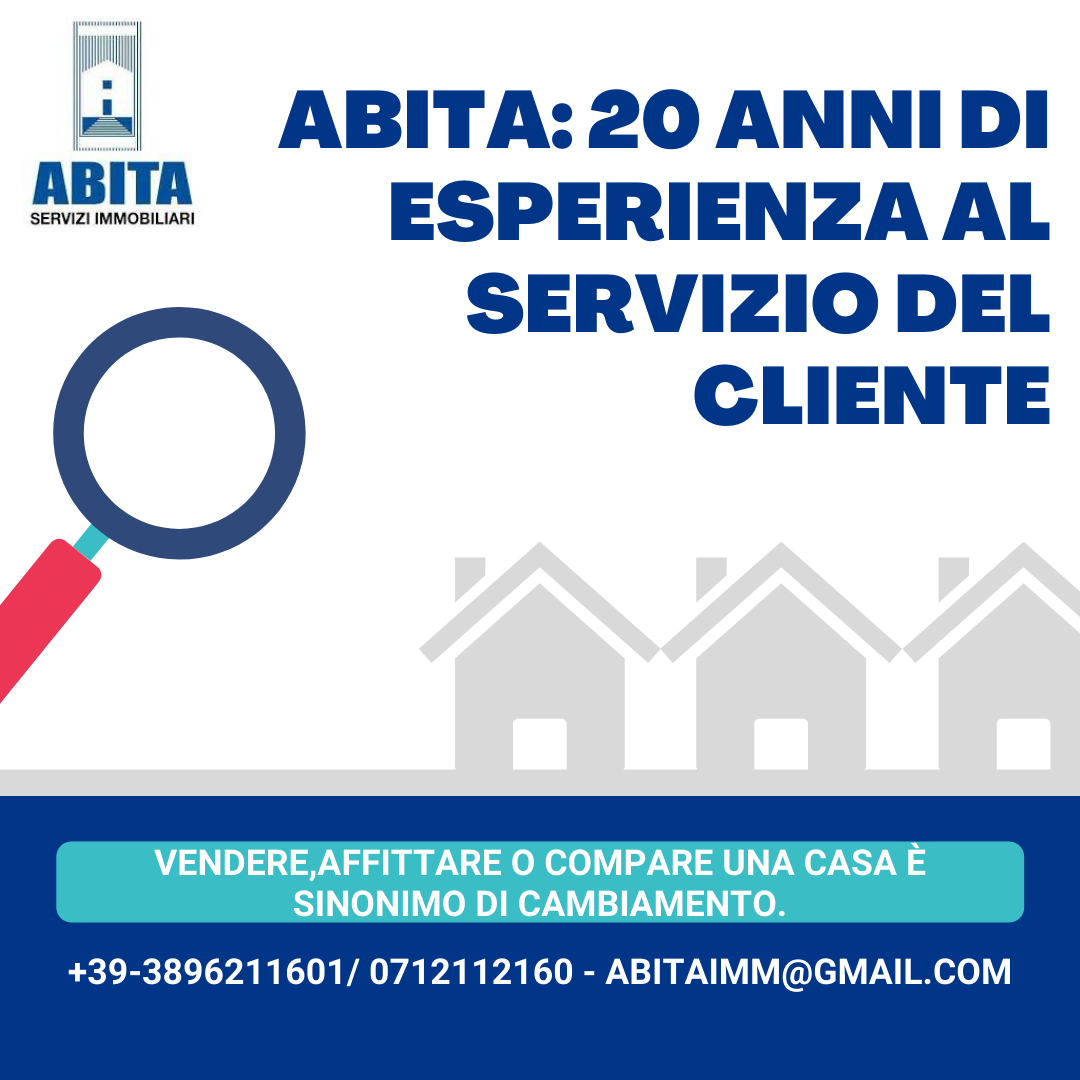 ABITA
SERVIZI IMMOBILIARI
ABITA: 20 ANNI DI
ESPERIENZA AL
SERVIZIO DEL
CLIENTE
VENDERE,AFFITTARE O COMPARE UNA CASA È
SINONIMO DI CAMBIAMENTO.
+39-3896211601/ 0712112160 - ABITAIMM@GMAIL.COM